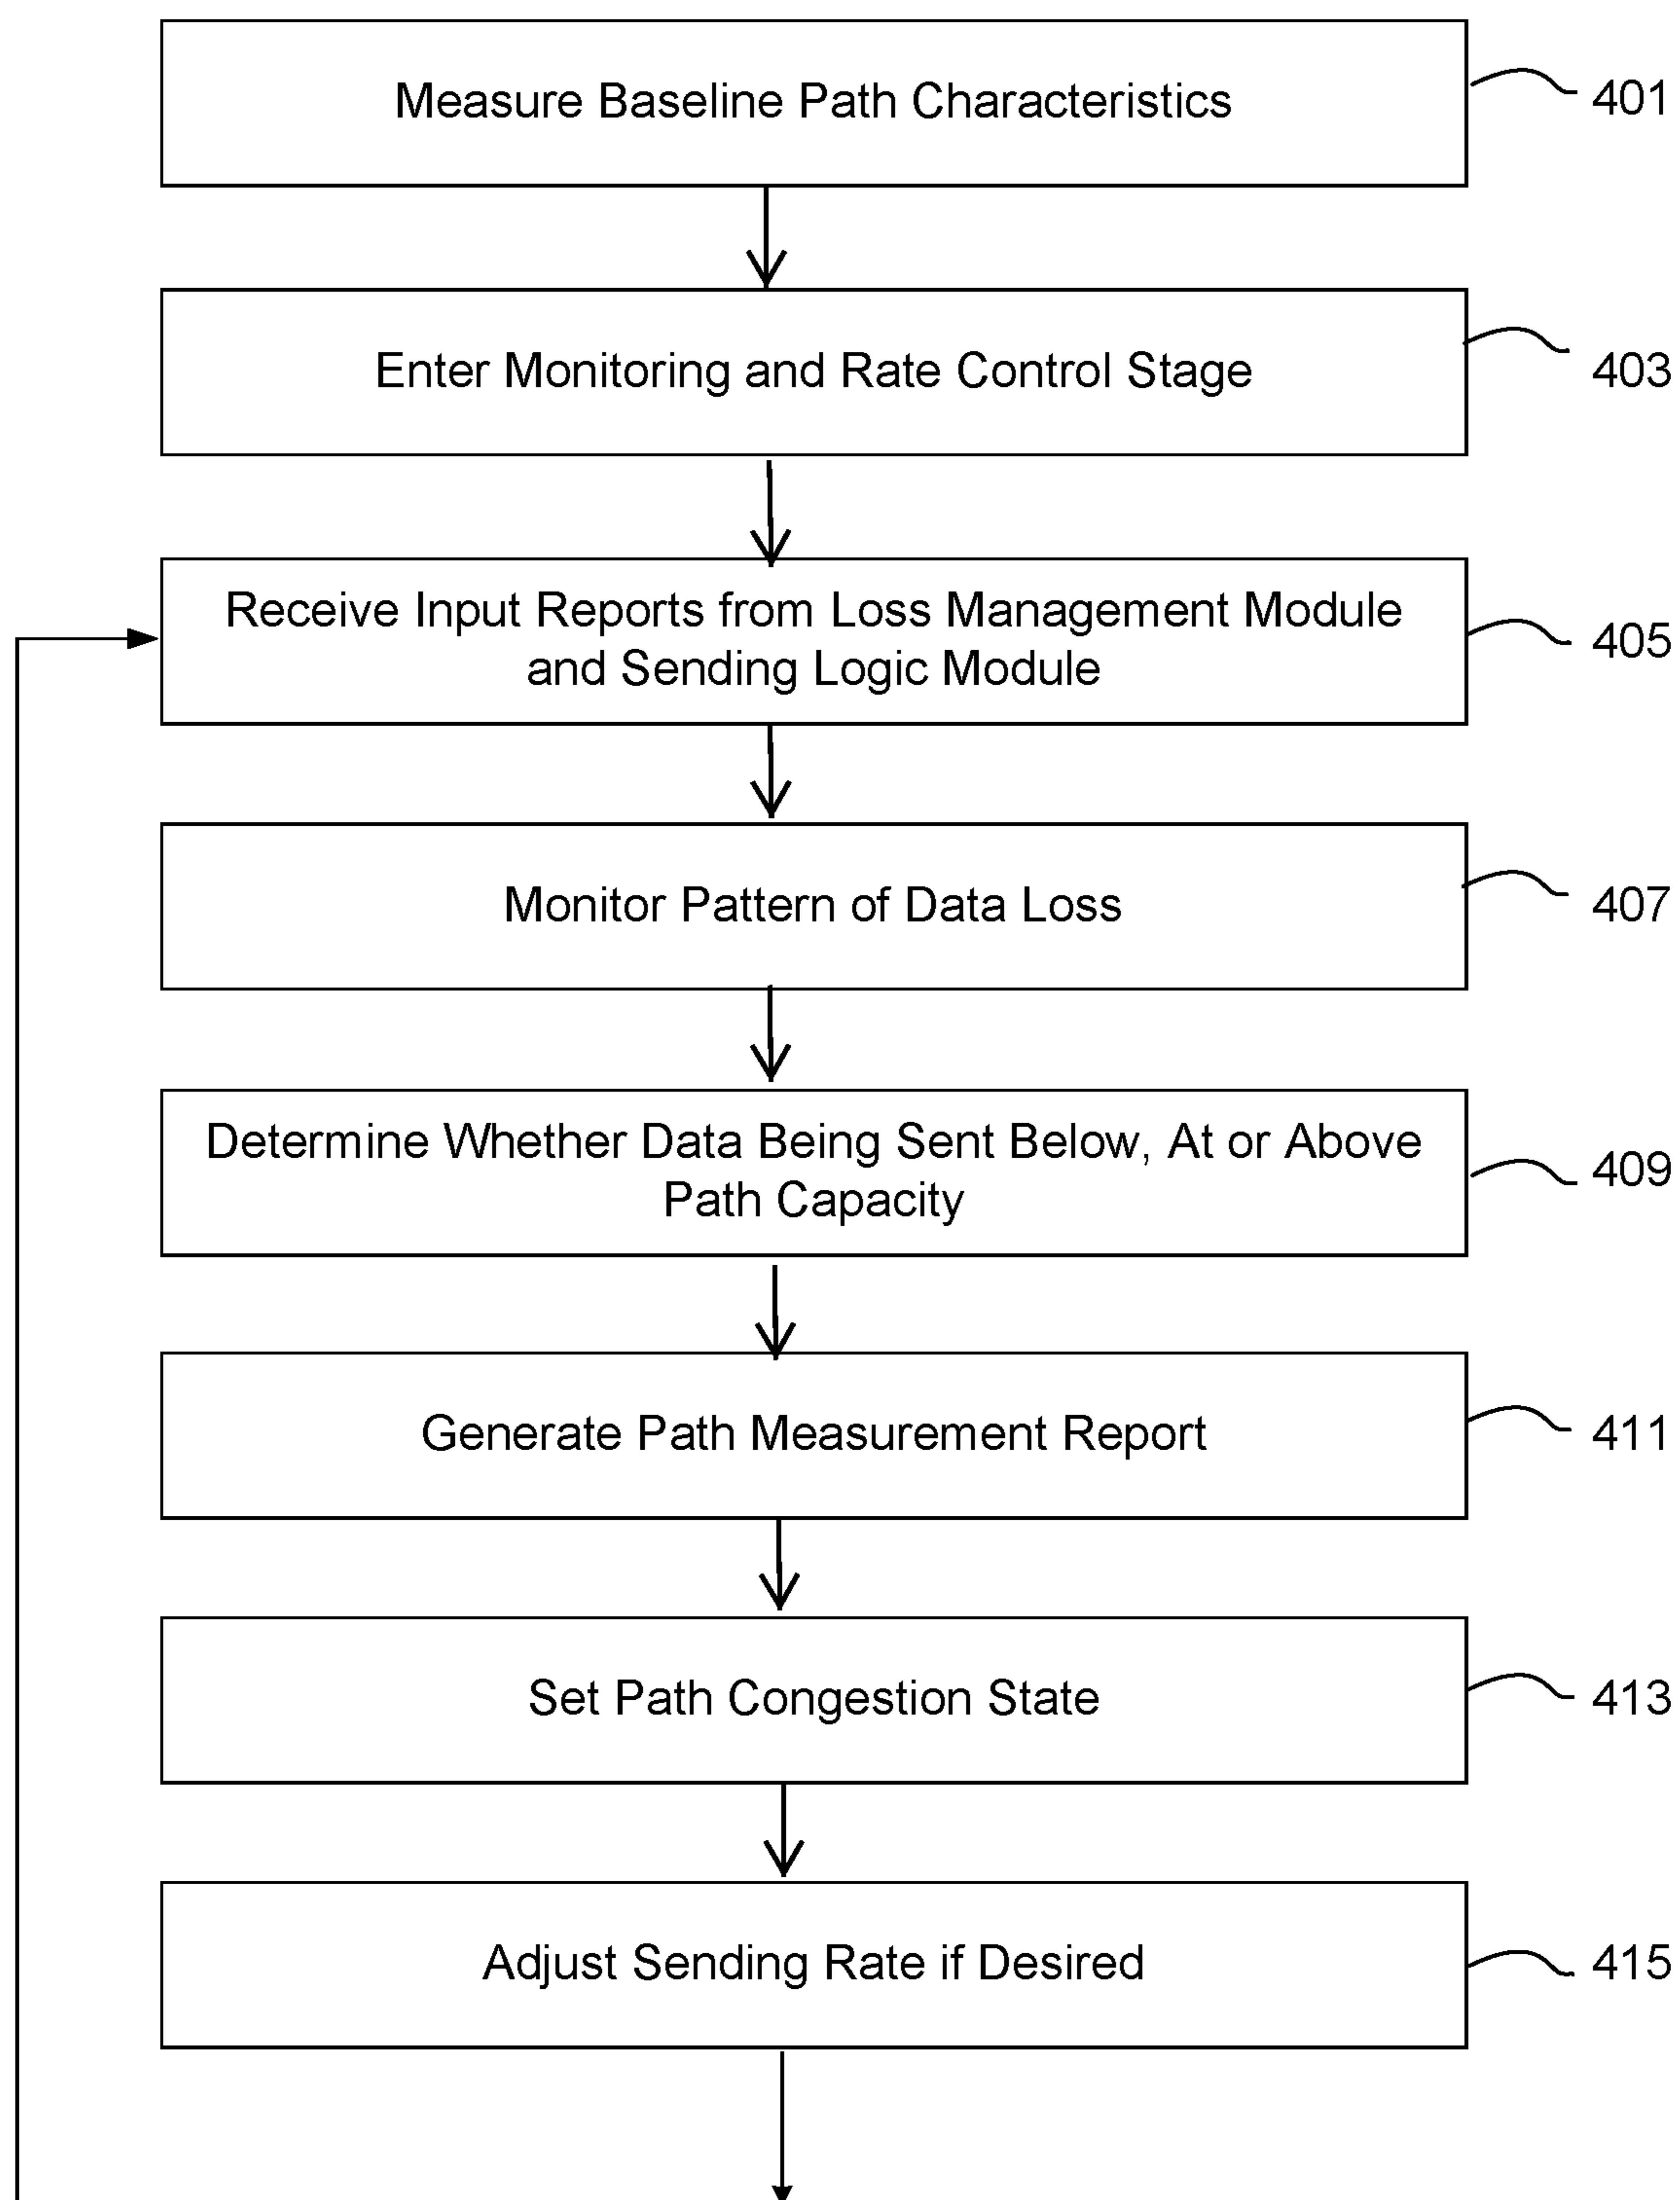 Measure Baseline Path Characteristics
401
Enter Monitoring and Rate Control Stage
403
Receive Input Reports from Loss Management Module
and Sending Logic Module
405
Monitor Pattern of Data Loss
407
Determine Whether Data Being Sent Below, At or Above
Path Capacity
409
Generate Path Measurement Report
411
Set Path Congestion State
413
Adjust Sending Rate if Desired
415